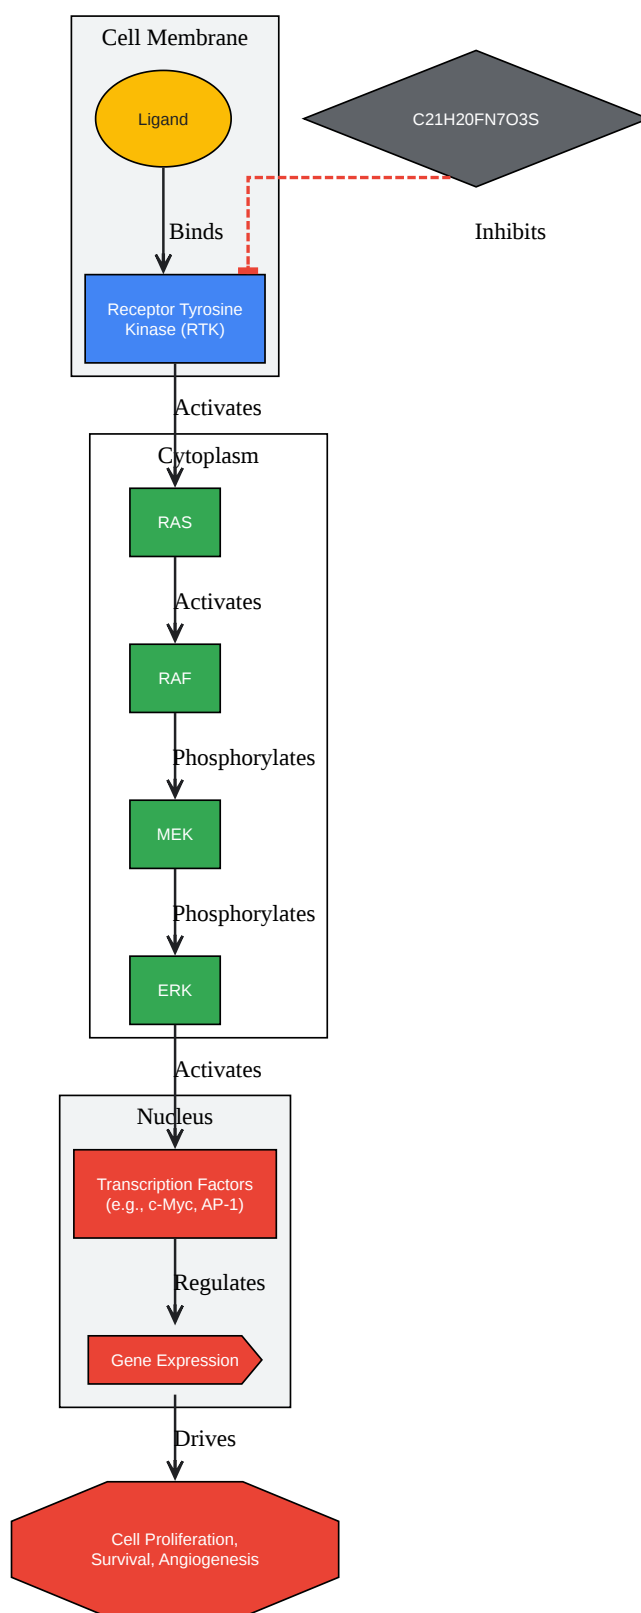 Cell Membrane
Ligand
C21H20FN7O3S
Binds
Inhibits
Receptor Tyrosine
Kinase (RTK)
Activates
Cytoplasm
RAS
Activates
RAF
Phosphorylates
MEK
Phosphorylates
ERK
Activates
Nucleus
Transcription Factors
(e.g., c-Myc, AP-1)
Regulates
Gene Expression
Drives
Cell Proliferation,
Survival, Angiogenesis